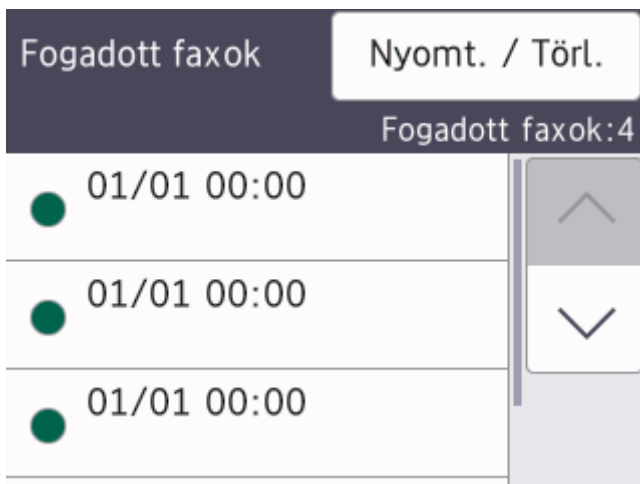 Fogadott faxok
Nyomt. / Törl.
Fogadott faxok:4
01/01 00:00
01/01 00:00
01/01 00:00